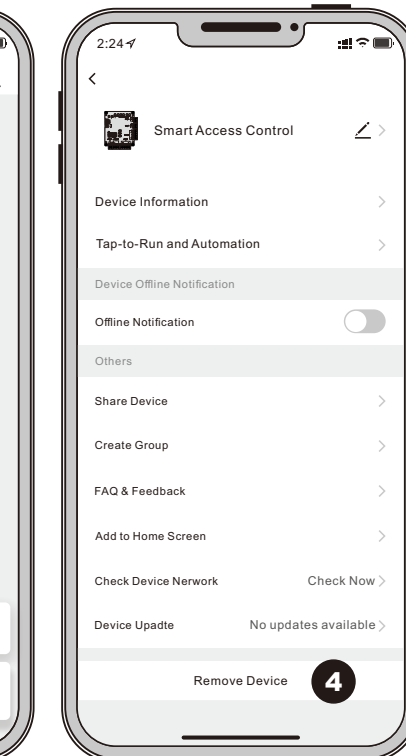 2:24
Smart Access Control
Device Information
Tap-to-Run and Automation
Device Offline Notification
Offline Notification
Others
Share Device
Create Group
FAQ & Feedback
Add to Home Screen
Check Device Nerwork Check Now
Device Upadte No updates available
Remove Device 4